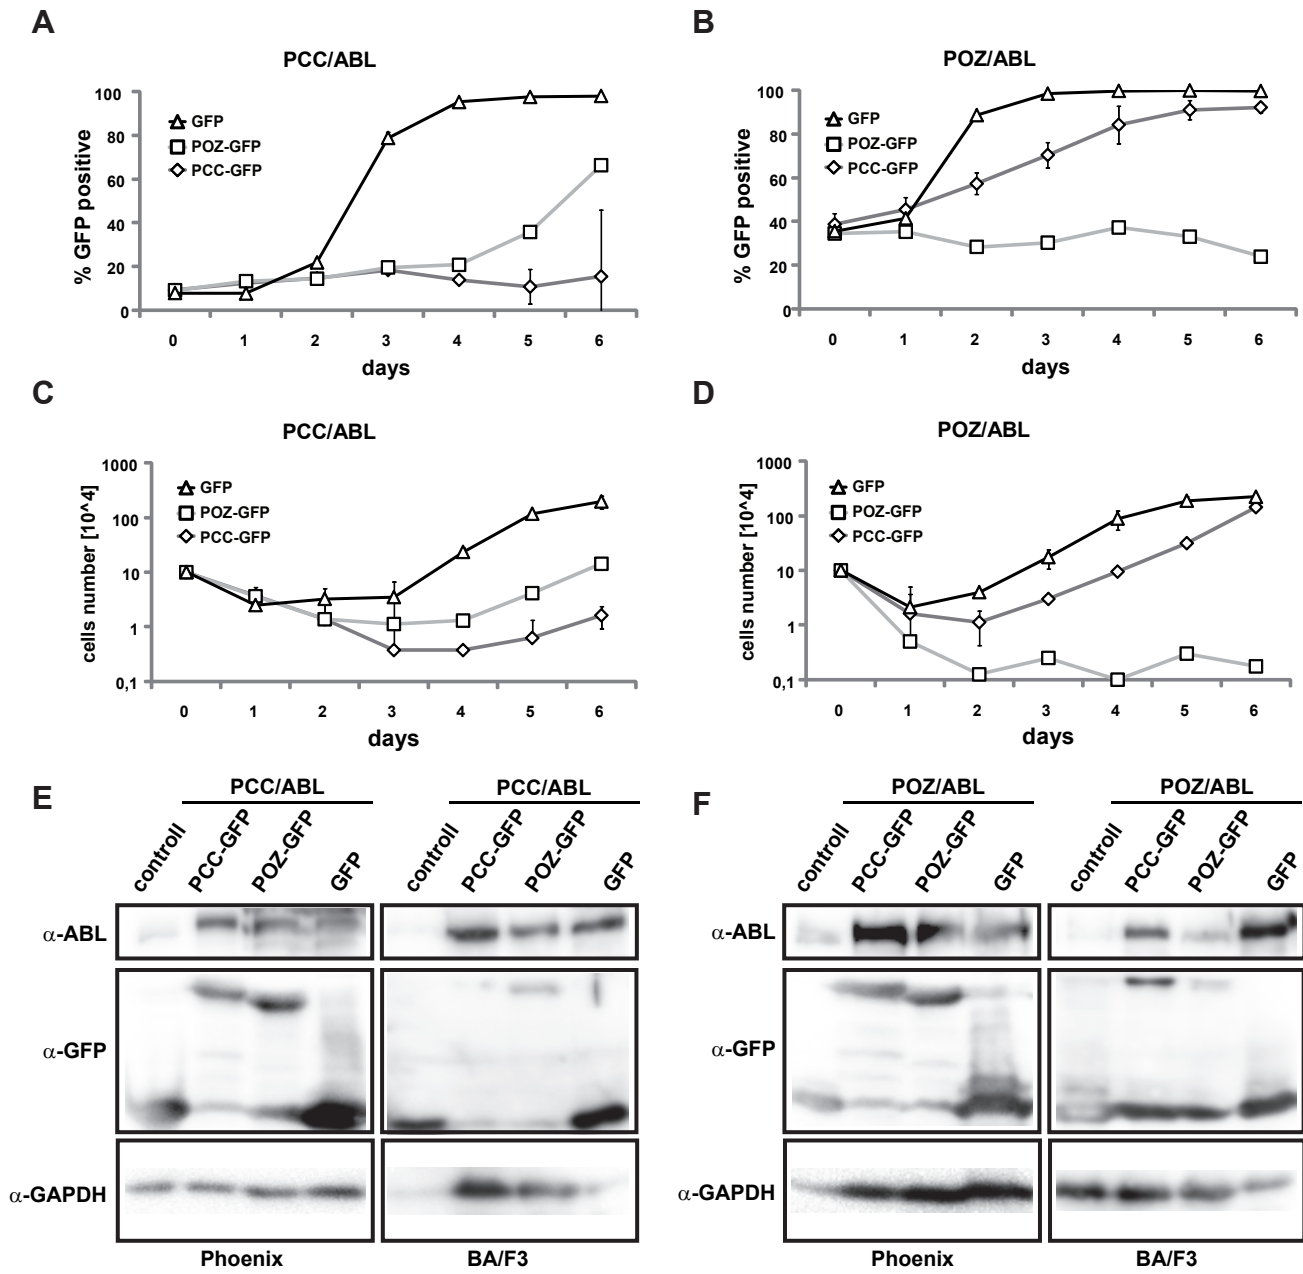 A
PCC/ABL
100
80
60
40
20
0
% GFP positive
GFP
POZ-GFP
PCC-GFP
0 1 2 3 4 5 6
days
B
POZ/ABL
100
80
60
40
20
0
% GFP positive
GFP
POZ-GFP
PCC-GFP
0 1 2 3 4 5 6
days
C
PCC/ABL
1000
100
10
1
0,1
cells number [10^4]
GFP
POZ-GFP
PCC-GFP
0 1 2 3 4 5 6
days
D
POZ/ABL
1000
100
10
1
0,1
cells number [10^4]
GFP
POZ-GFP
PCC-GFP
0 1 2 3 4 5 6
days
E
PCC/ABL PCC/ABL
controll PCC-GFP POZ-GFP GFP controll PCC-GFP POZ-GFP GFP
α-ABL
α-GFP
α-GAPDH
Phoenix BA/F3
F
POZ/ABL POZ/ABL
controll PCC-GFP POZ-GFP GFP controll PCC-GFP POZ-GFP GFP
α-ABL
α-GFP
α-GAPDH
Phoenix BA/F3